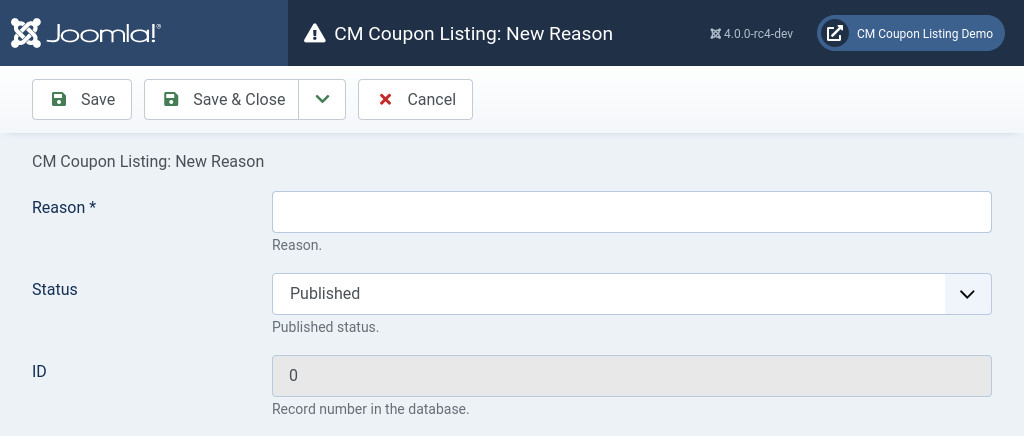 Joomla!®
CM Coupon Listing: New Reason
4.0.0-rc4-dev
CM Coupon Listing Demo
Save
Save & Close
Cancel
CM Coupon Listing: New Reason
Reason *
Reason.
Status
Published
Published status.
ID
0
Record number in the database.